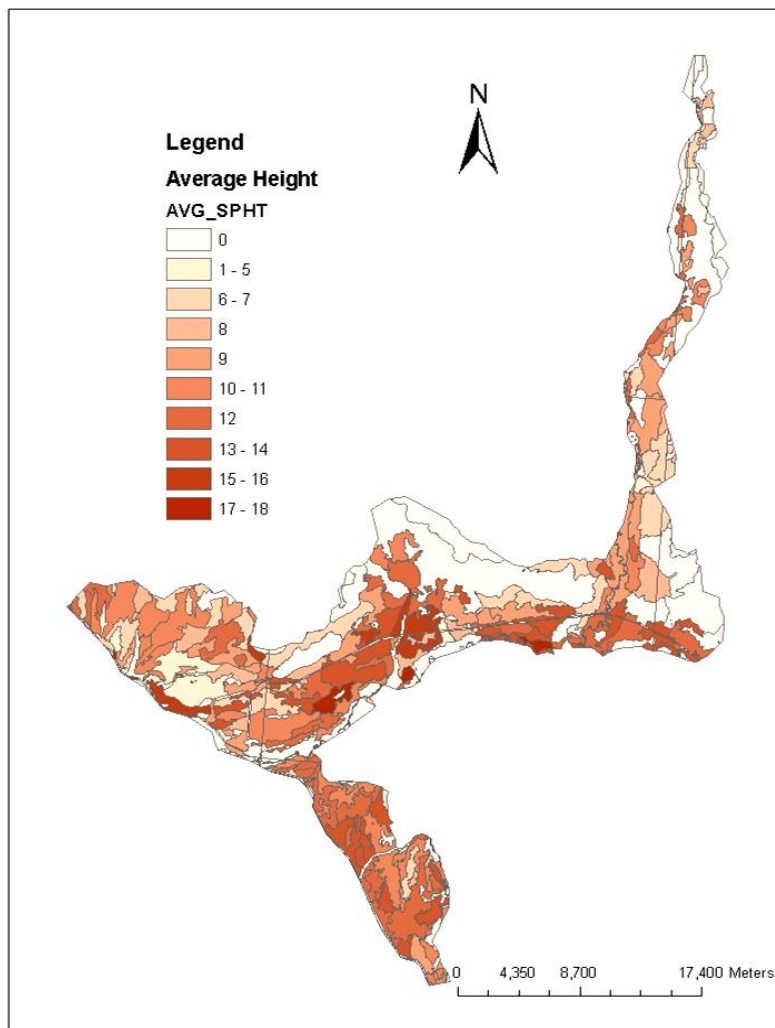 N
Legend
Average Height
AVG_SPHT
0
1 - 5
6 - 7
8
9
10 - 11
12
13 - 14
15 - 16
17 - 18
0 4,350 8,700 17,400 Meters